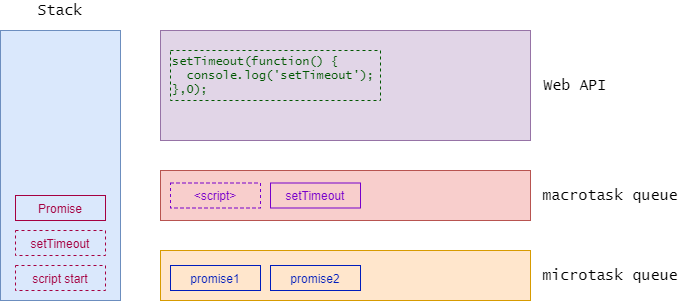 Stack
setTimeout(function() {
  console.log('setTimeout');
},0);
Web API
<script> setTimeout
macrotask queue
Promise
setTimeout
script start
promise1 promise2
microtask queue